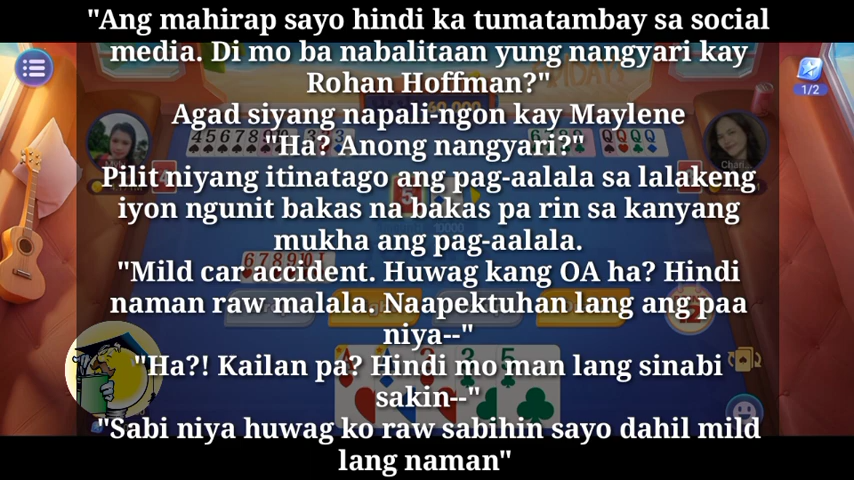 "Ang mahirap sayo hindi ka tumatambay sa social
media. Di mo ba nabalitaan yung nangyari kay
Rohan Hoffman?"
Agad siyang napali-ngon kay Maylene
"Ha? Anong nangyari?"
Pilit niyang itinatago ang pag-aalala sa lalakeng
iyon ngunit bakas na bakas pa rin sa kanyang
mukha ang pag-aalala.
"Mild car accident. Huwag kang OA ha? Hindi
naman raw malala. Naapektuhan lang ang paa
niya--"
"Ha?! Kailan pa? Hindi mo man lang sinabi
sakin--"
"Sabi niya huwag ko raw sabihin sayo dahil mild
lang naman"
1/2